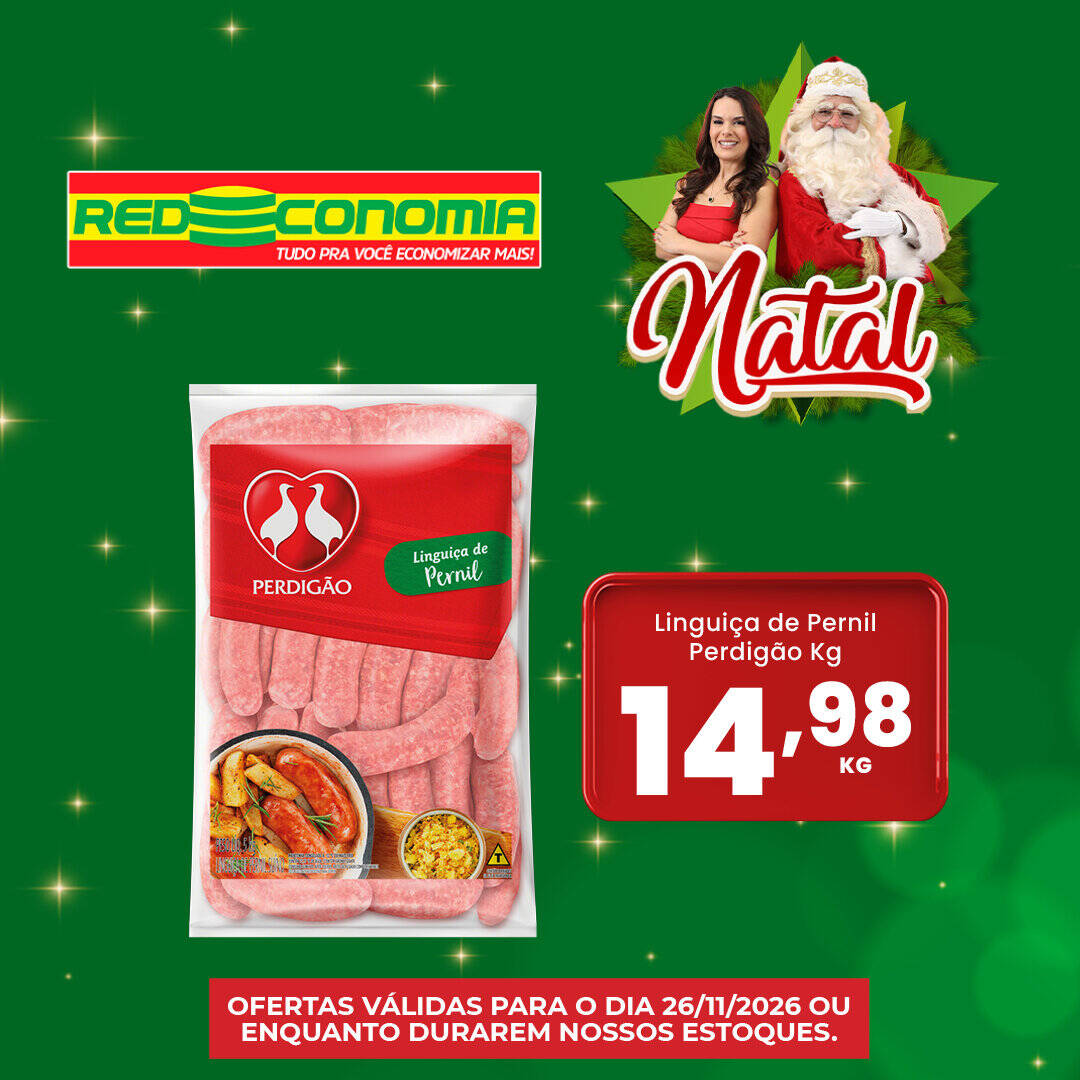 REDECONOMIA
TUDO PRA VOCÊ ECONOMIZAR MAIS!
Natal
PERDIGÃO
Linguiça de
Pernil
Linguiça de Pernil
Perdigão Kg
14,98
KG
T
OFERTAS VÁLIDAS PARA O DIA 26/11/2026 OU
ENQUANTO DURAREM NOSSOS ESTOQUES.